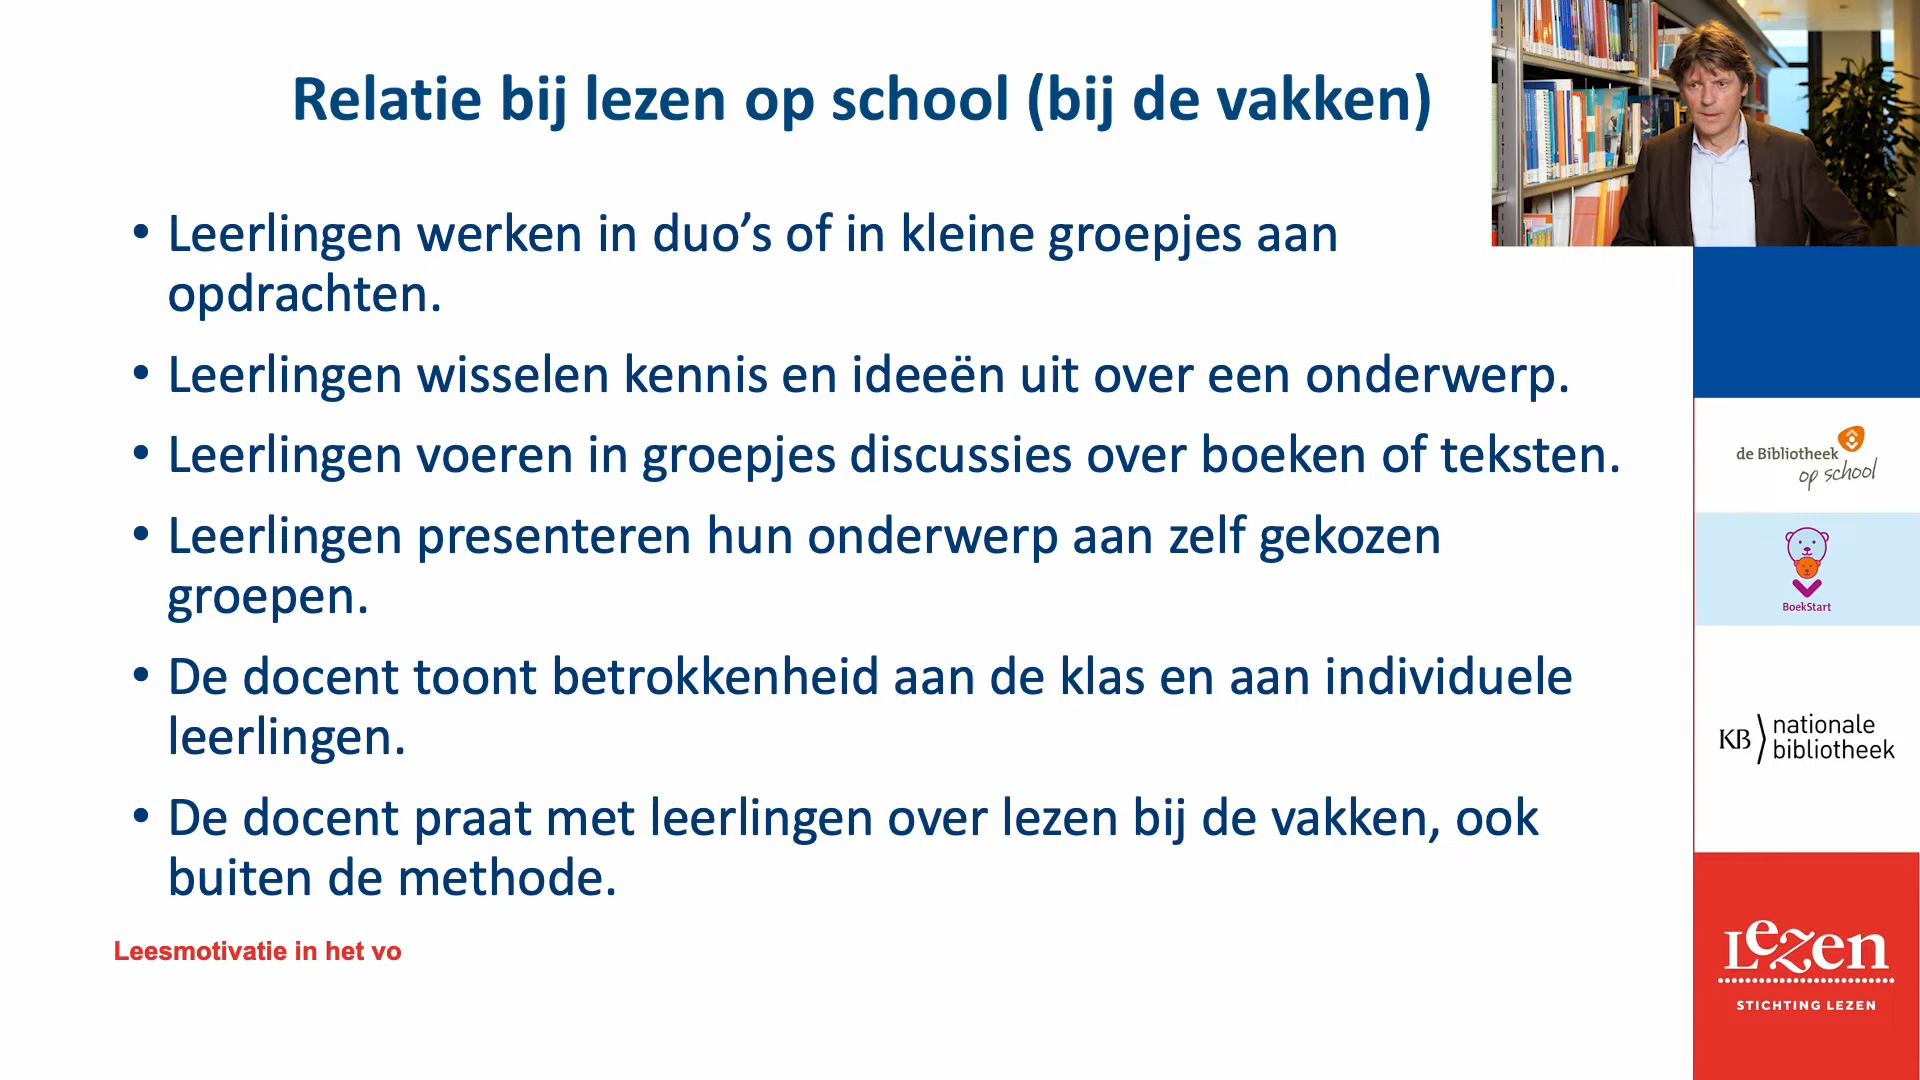 Relatie bij lezen op school (bij de vakken)
• Leerlingen werken in duo’s of in kleine groepjes aan
opdrachten.
• Leerlingen wisselen kennis en ideeën uit over een onderwerp.
• Leerlingen voeren in groepjes discussies over boeken of teksten.
• Leerlingen presenteren hun onderwerp aan zelf gekozen
groepen.
• De docent toont betrokkenheid aan de klas en aan individuele
leerlingen.
• De docent praat met leerlingen over lezen bij de vakken, ook
buiten de methode.
Leesmotivatie in het vo
de Bibliotheek
op school
BoekStart
KB nationale
bibliotheek
Lezen
STICHTING LEZEN